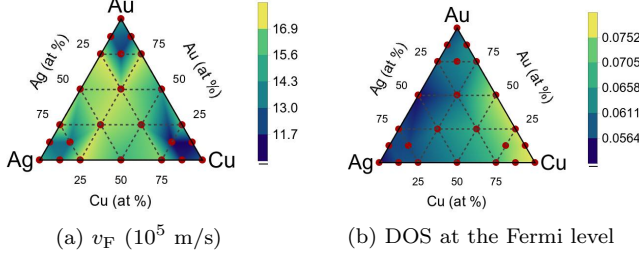 Au
Ag (at %)
Au (at %)
75
50
25
75
50
25
Ag
Cu
25
50
75
Cu (at %)
16.9
15.6
14.3
13.0
11.7
(a) v_F (10^5 m/s)
Au
Ag (at %)
Au (at %)
25
50
75
75
50
25
Ag
Cu
25
50
75
Cu (at %)
0.0752
0.0705
0.0658
0.0611
0.0564
(b) DOS at the Fermi level